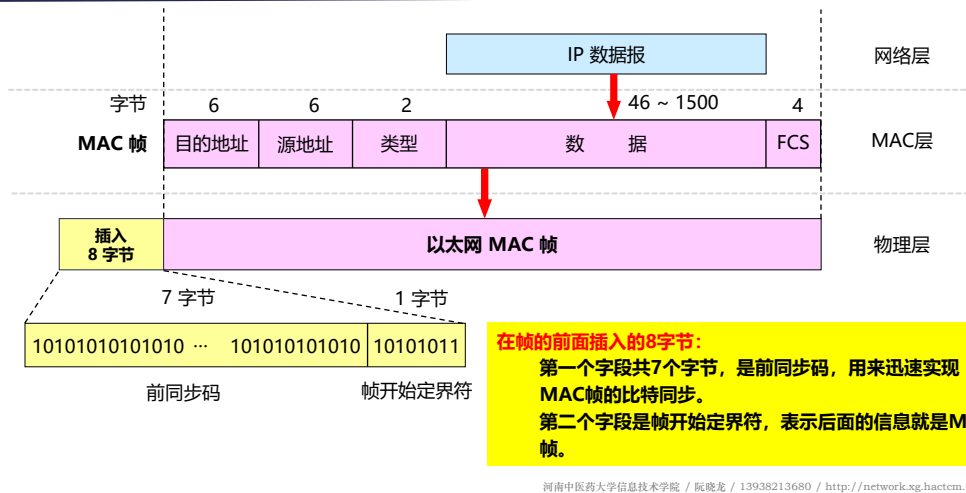 IP 数据报
网络层
字节 6 6 2 46 ~ 1500 4
MAC 帧 目的地址 源地址 类型 数 据 FCS MAC层
插入
8 字节
以太网 MAC 帧
物理层
7 字节 1 字节
10101010101010 ··· 101010101010 10101011
前同步码 帧开始定界符
在帧的前面插入的8字节：
第一个字段共7个字节，是前同步码，用来迅速实现
MAC帧的比特同步。
第二个字段是帧开始定界符，表示后面的信息就是M
帧。
河南中医药大学信息技术学院 / 阮晓龙 / 13938213680 / http://network.xg.hactcm.